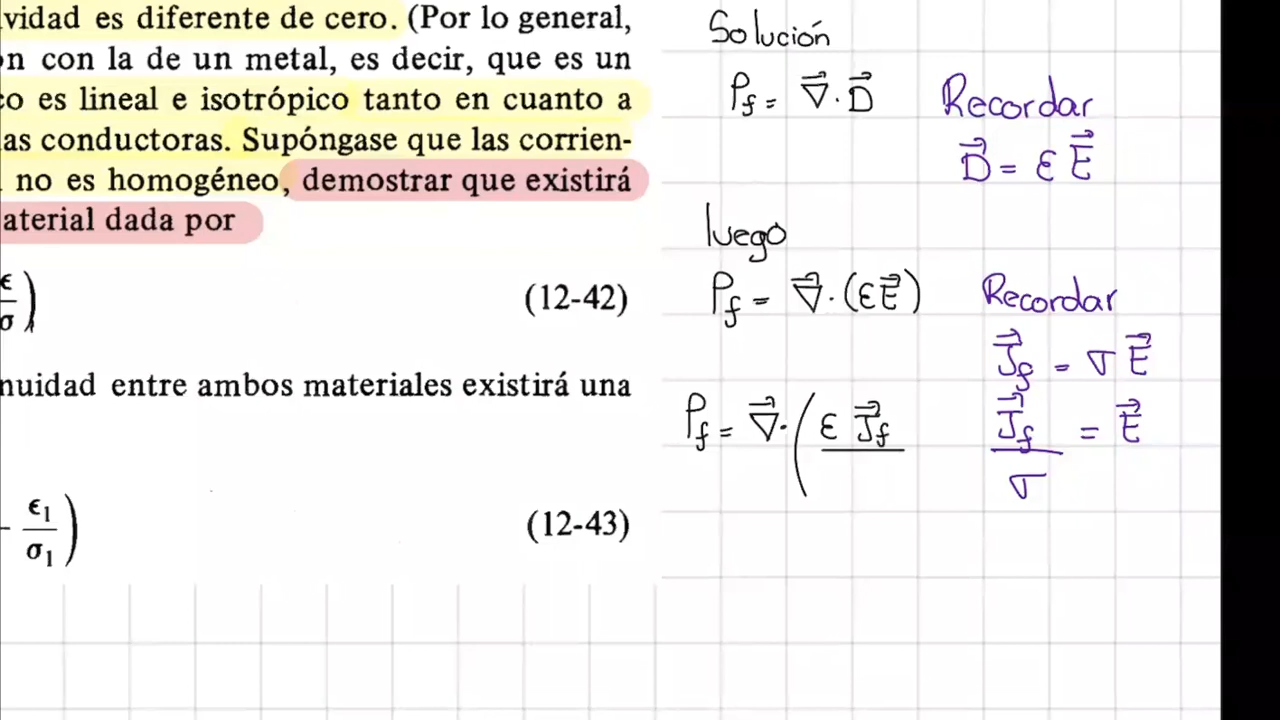 vidad es diferente de cero. (Por lo general,
n con la de un metal, es decir, que es un
o es lineal e isotrópico tanto en cuanto a
as conductoras. Supóngase que las corrien-
no es homogéneo, demostrar que existirá
aterial dada por
ϵ/σ) (12-42)
nuidad entre ambos materiales existirá una
- ϵ₁/σ₁) (12-43)
Solución
ρf = ∇⃗ · D⃗ Recordar
D⃗ = ε E⃗
luego
ρf = ∇⃗ · (εE⃗) Recordar
J⃗f = σ E⃗
ρf = ∇⃗ · (ε J⃗f J⃗f/σ = E⃗